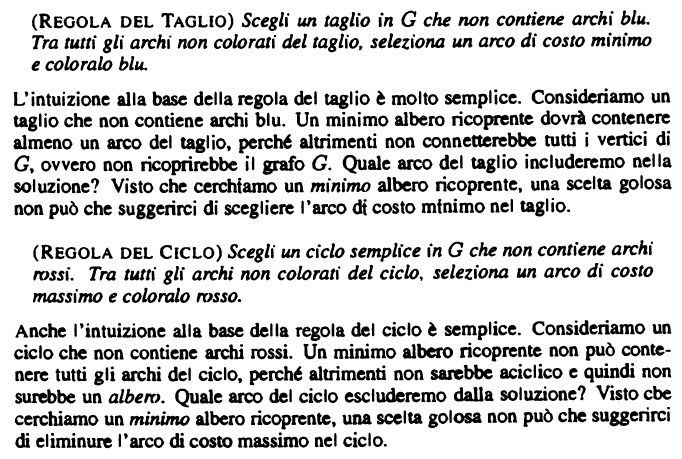 (REGOLA DEL TAGLIO) Scegli un taglio in G che non contiene archi blu.
Tra tutti gli archi non colorati del taglio, seleziona un arco di costo minimo
e coloralo blu.
L'intuizione alla base della regola del taglio è molto semplice. Consideriamo un
taglio che non contiene archi blu. Un minimo albero ricoprente dovrà contenere
almeno un arco del taglio, perché altrimenti non connetterebbe tutti i vertici di
G, ovvero non ricoprirebbe il grafo G. Quale arco del taglio includeremo nella
soluzione? Visto che cerchiamo un minimo albero ricoprente, una scelta golosa
non può che suggerirci di scegliere l'arco di costo minimo nel taglio.
(REGOLA DEL CICLO) Scegli un ciclo semplice in G che non contiene archi
rossi. Tra tutti gli archi non colorati del ciclo, seleziona un arco di costo
massimo e coloralo rosso.
Anche l'intuizione alla base della regola del ciclo è semplice. Consideriamo un
ciclo che non contiene archi rossi. Un minimo albero ricoprente non può conte-
nere tutti gli archi del ciclo, perché altrimenti non sarebbe aciclico e quindi non
surebbe un albero. Quale arco del ciclo escluderemo dalla soluzione? Visto cbe
cerchiamo un minimo albero ricoprente, una scelta golosa non può che suggerirci
di eliminure l'arco di costo massimo nel ciclo.